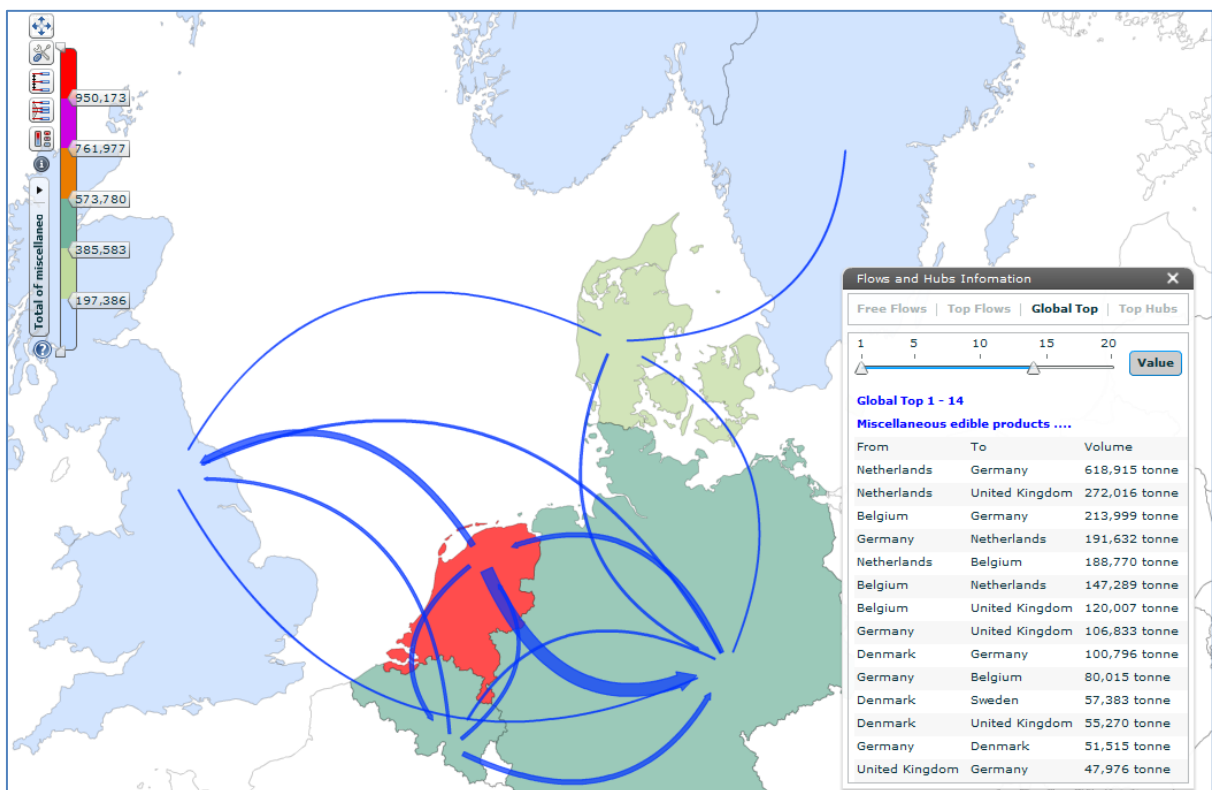 950,173
761,977
573,780
385,583
197,386
Total of miscellaneo
Flows and Hubs Infomation
Free Flows | Top Flows | Global Top | Top Hubs
1 5 10 15 20
Value
Global Top 1 - 14
Miscellaneous edible products ....
From To Volume
Netherlands Germany 618,915 tonne
Netherlands United Kingdom 272,016 tonne
Belgium Germany 213,999 tonne
Germany Netherlands 191,632 tonne
Netherlands Belgium 188,770 tonne
Belgium Netherlands 147,289 tonne
Belgium United Kingdom 120,007 tonne
Germany United Kingdom 106,833 tonne
Denmark Germany 100,796 tonne
Germany Belgium 80,015 tonne
Denmark Sweden 57,383 tonne
Denmark United Kingdom 55,270 tonne
Germany Denmark 51,515 tonne
United Kingdom Germany 47,976 tonne